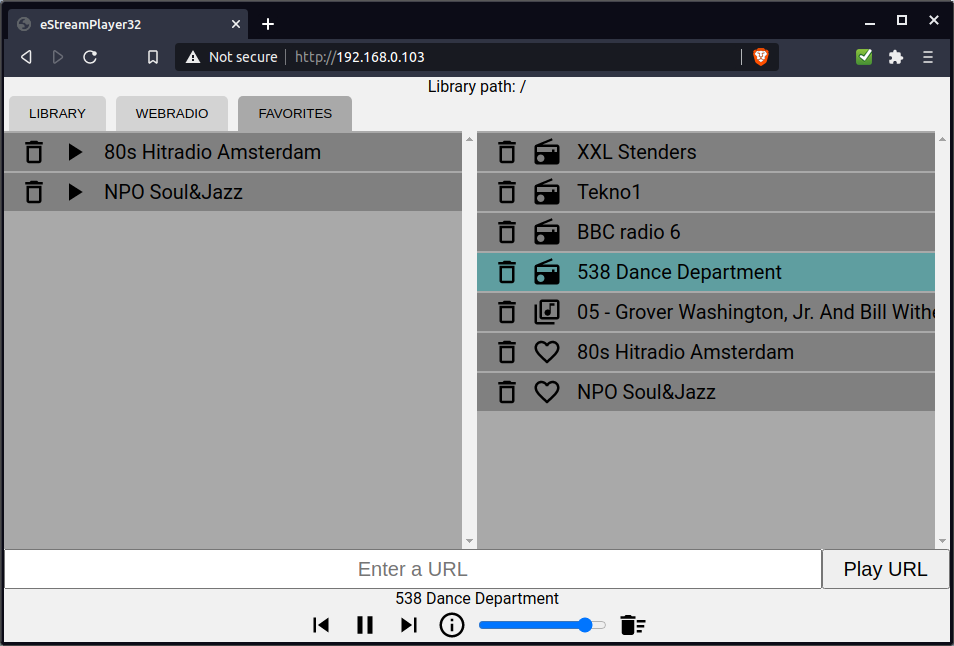 eStreamPlayer32
Not secure
http://192.168.0.103
Library path: /
LIBRARY
WEBRADIO
FAVORITES
80s Hitradio Amsterdam
NPO Soul&Jazz
XXL Stenders
Tekno1
BBC radio 6
538 Dance Department
05 - Grover Washington, Jr. And Bill Withe
80s Hitradio Amsterdam
NPO Soul&Jazz
Enter a URL
Play URL
538 Dance Department